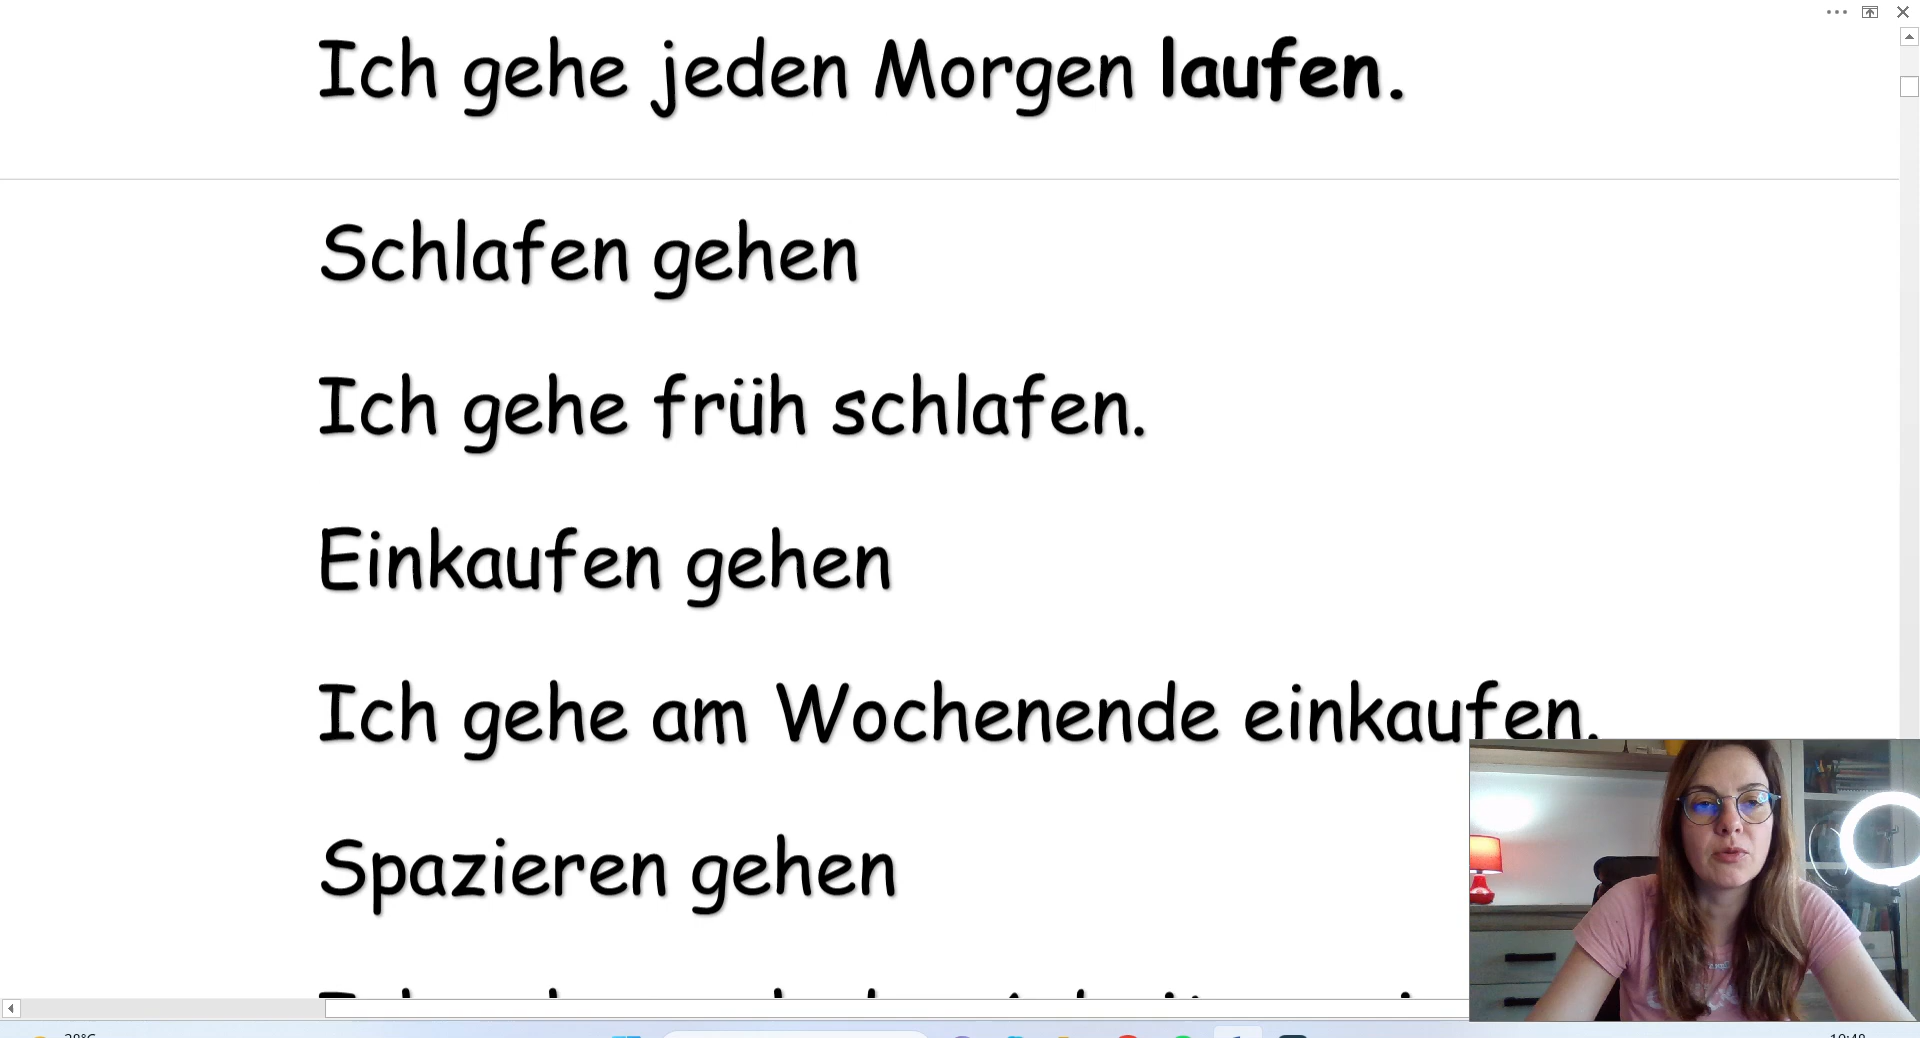 Ich gehe jeden Morgen laufen.
Schlafen gehen
Ich gehe früh schlafen.
Einkaufen gehen
Ich gehe am Wochenende einkaufen.
Spazieren gehen